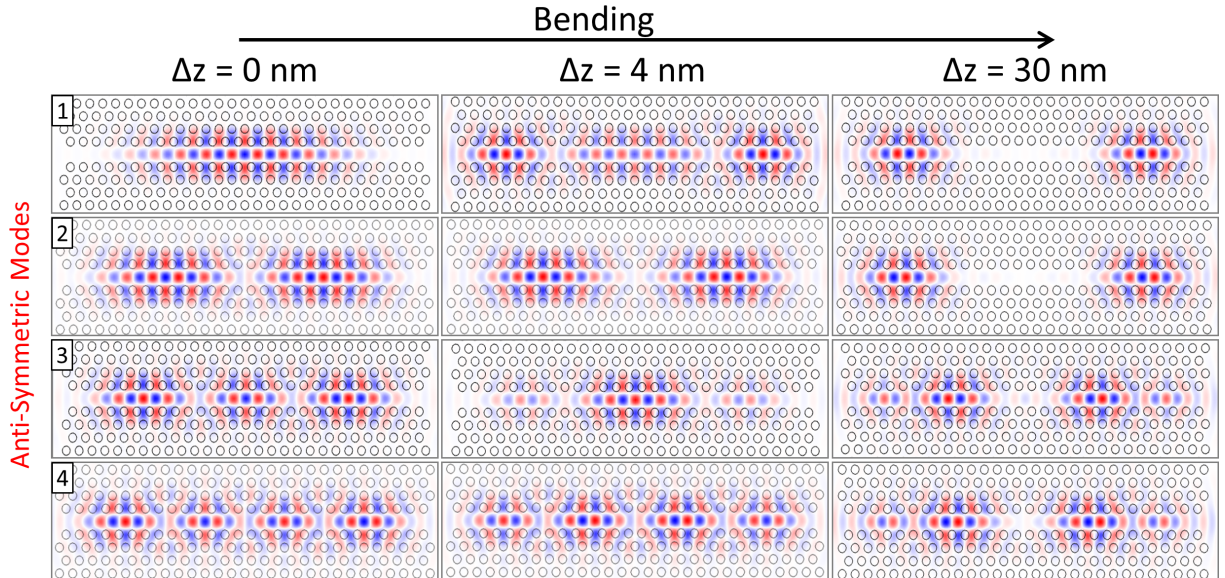 Bending
Δz = 0 nm
Δz = 4 nm
Δz = 30 nm
Anti-Symmetric Modes
1
2
3
4